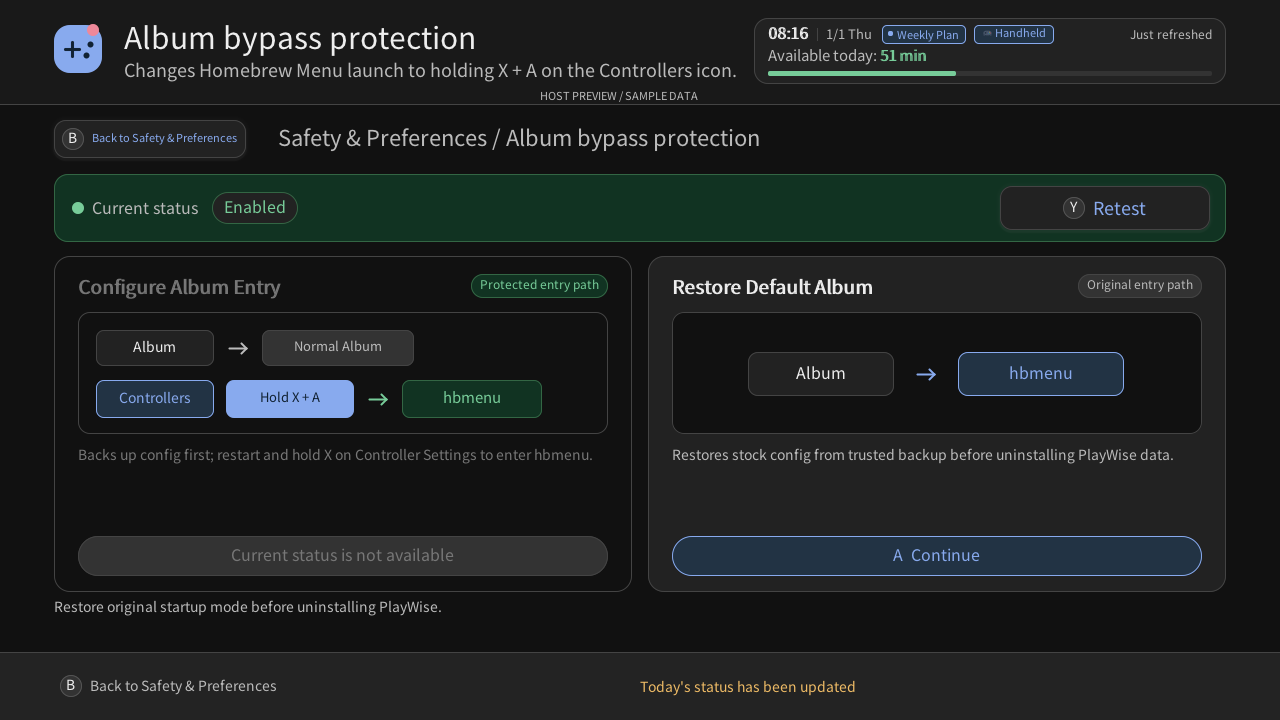 Album bypass protection
Changes Homebrew Menu launch to holding X + A on the Controllers icon.
08:16 1/1 Thu Weekly Plan Handheld Just refreshed
Available today: 51 min
HOST PREVIEW / SAMPLE DATA
B Back to Safety & Preferences
Safety & Preferences / Album bypass protection
Current status Enabled
Y Retest
Configure Album Entry
Protected entry path
Album → Normal Album
Controllers Hold X + A → hbmenu
Backs up config first; restart and hold X on Controller Settings to enter hbmenu.
Current status is not available
Restore Default Album
Original entry path
Album → hbmenu
Restores stock config from trusted backup before uninstalling PlayWise data.
A Continue
Restore original startup mode before uninstalling PlayWise.
B Back to Safety & Preferences
Today's status has been updated